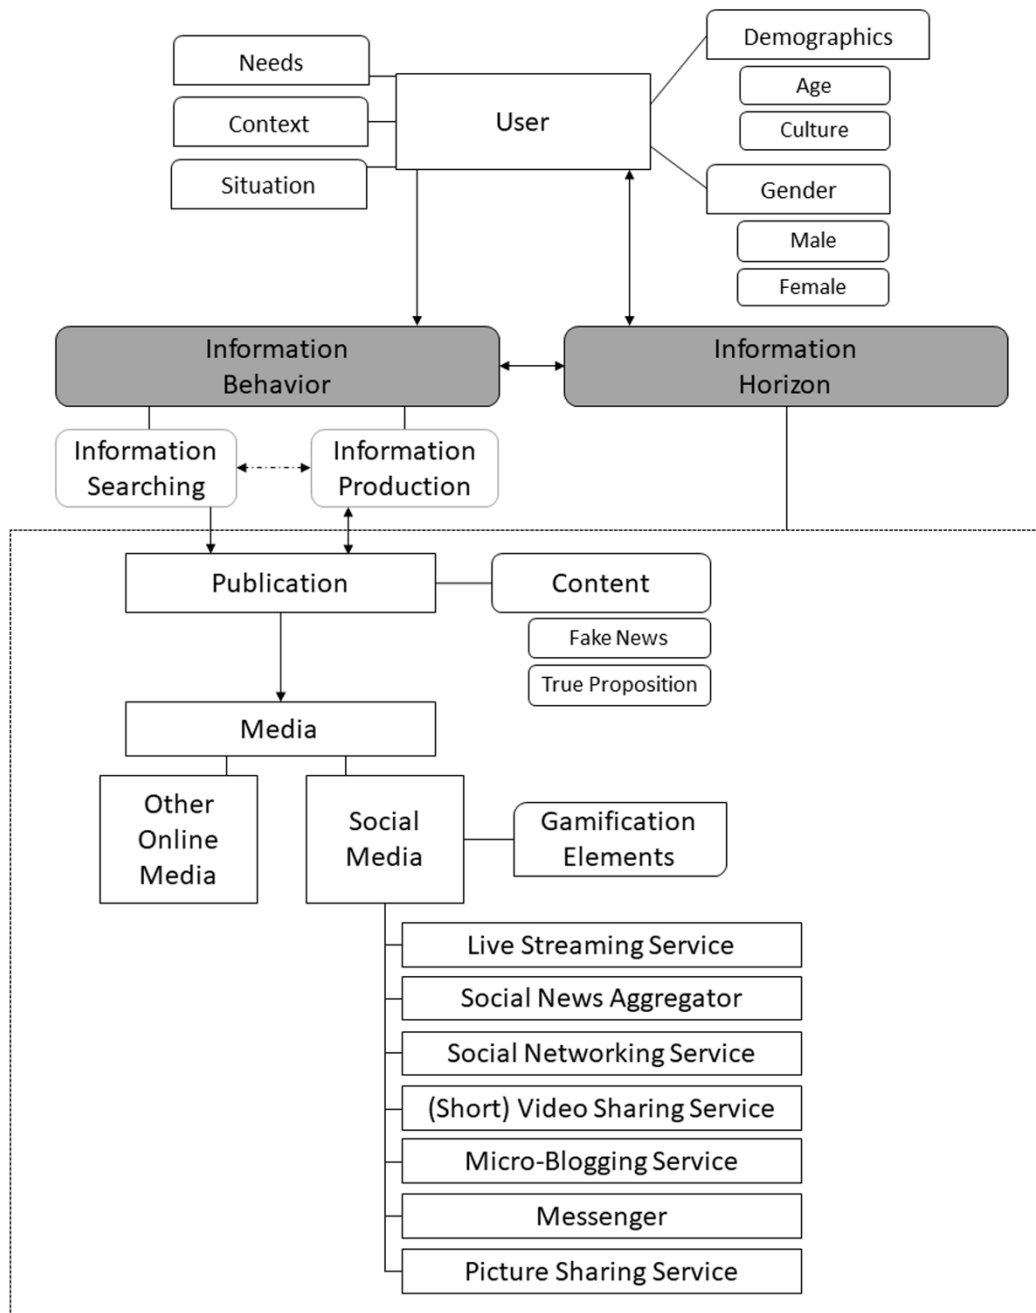 Needs
Context
Situation
User
Demographics
Age
Culture
Gender
Male
Female
Information
Behavior
Information
Horizon
Information
Searching
Information
Production
Publication
Content
Fake News
True Proposition
Media
Other
Online
Media
Social
Media
Gamification
Elements
Live Streaming Service
Social News Aggregator
Social Networking Service
(Short) Video Sharing Service
Micro-Blogging Service
Messenger
Picture Sharing Service